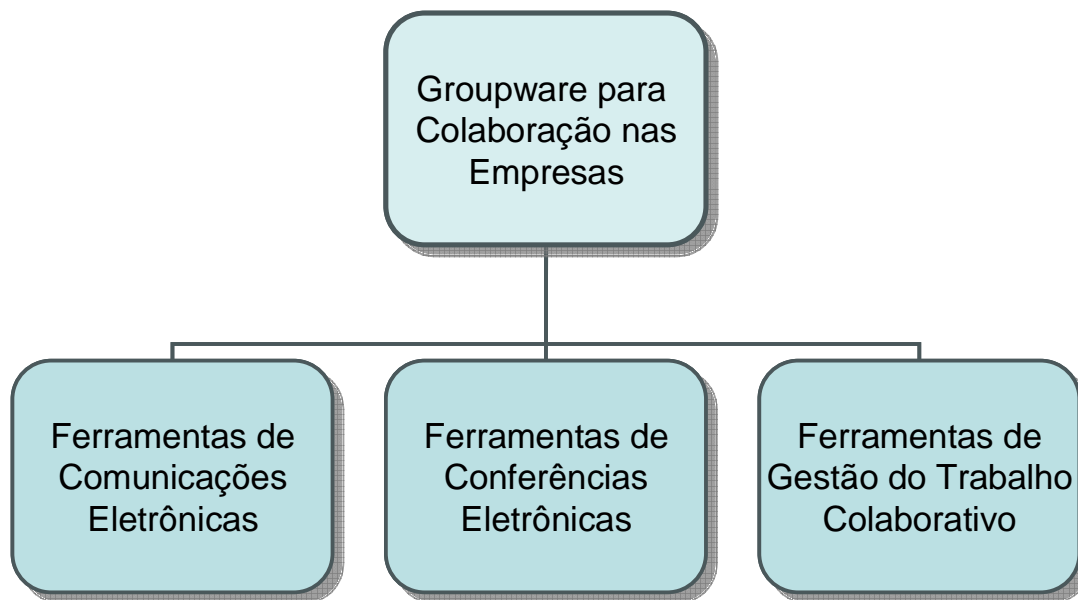 Groupware para
Colaboração nas
Empresas
Ferramentas de
Comunicações
Eletrônicas
Ferramentas de
Conferências
Eletrônicas
Ferramentas de
Gestão do Trabalho
Colaborativo